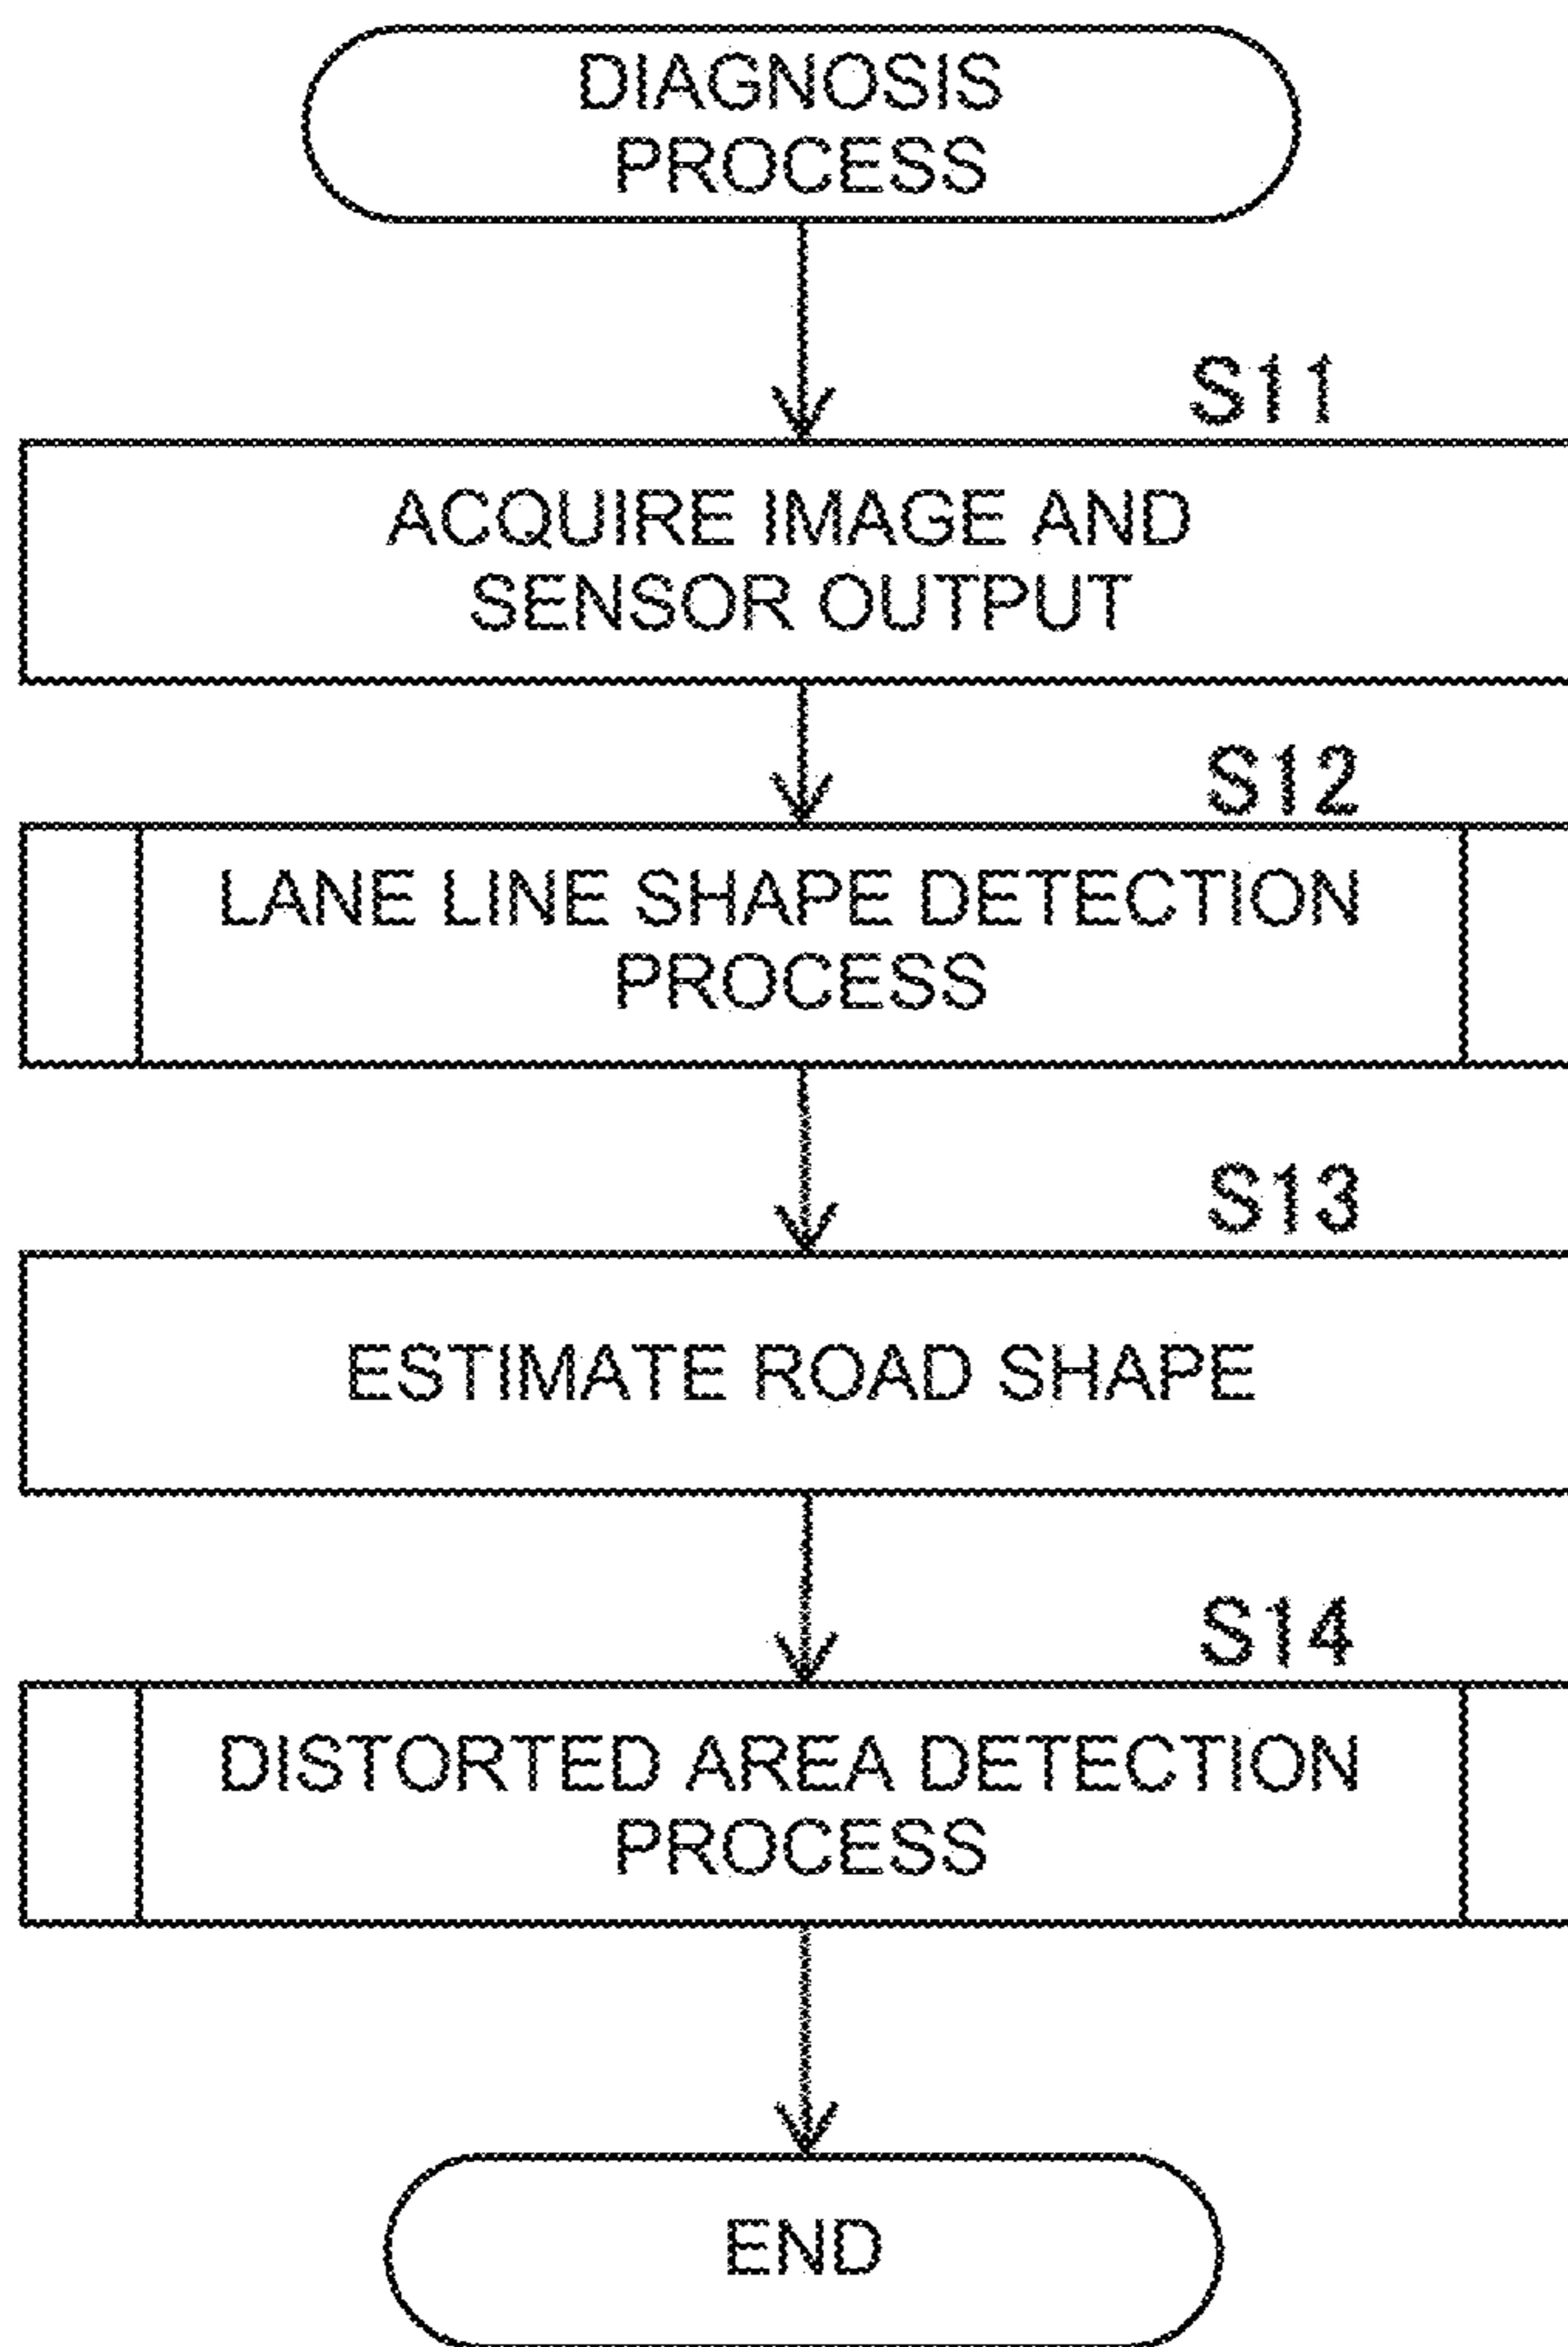 DIAGNOSIS
PROCESS
S11
ACQUIRE IMAGE AND
SENSOR OUTPUT
S12
LANE LINE SHAPE DETECTION
PROCESS
S13
ESTIMATE ROAD SHAPE
S14
DISTORTED AREA DETECTION
PROCESS
END